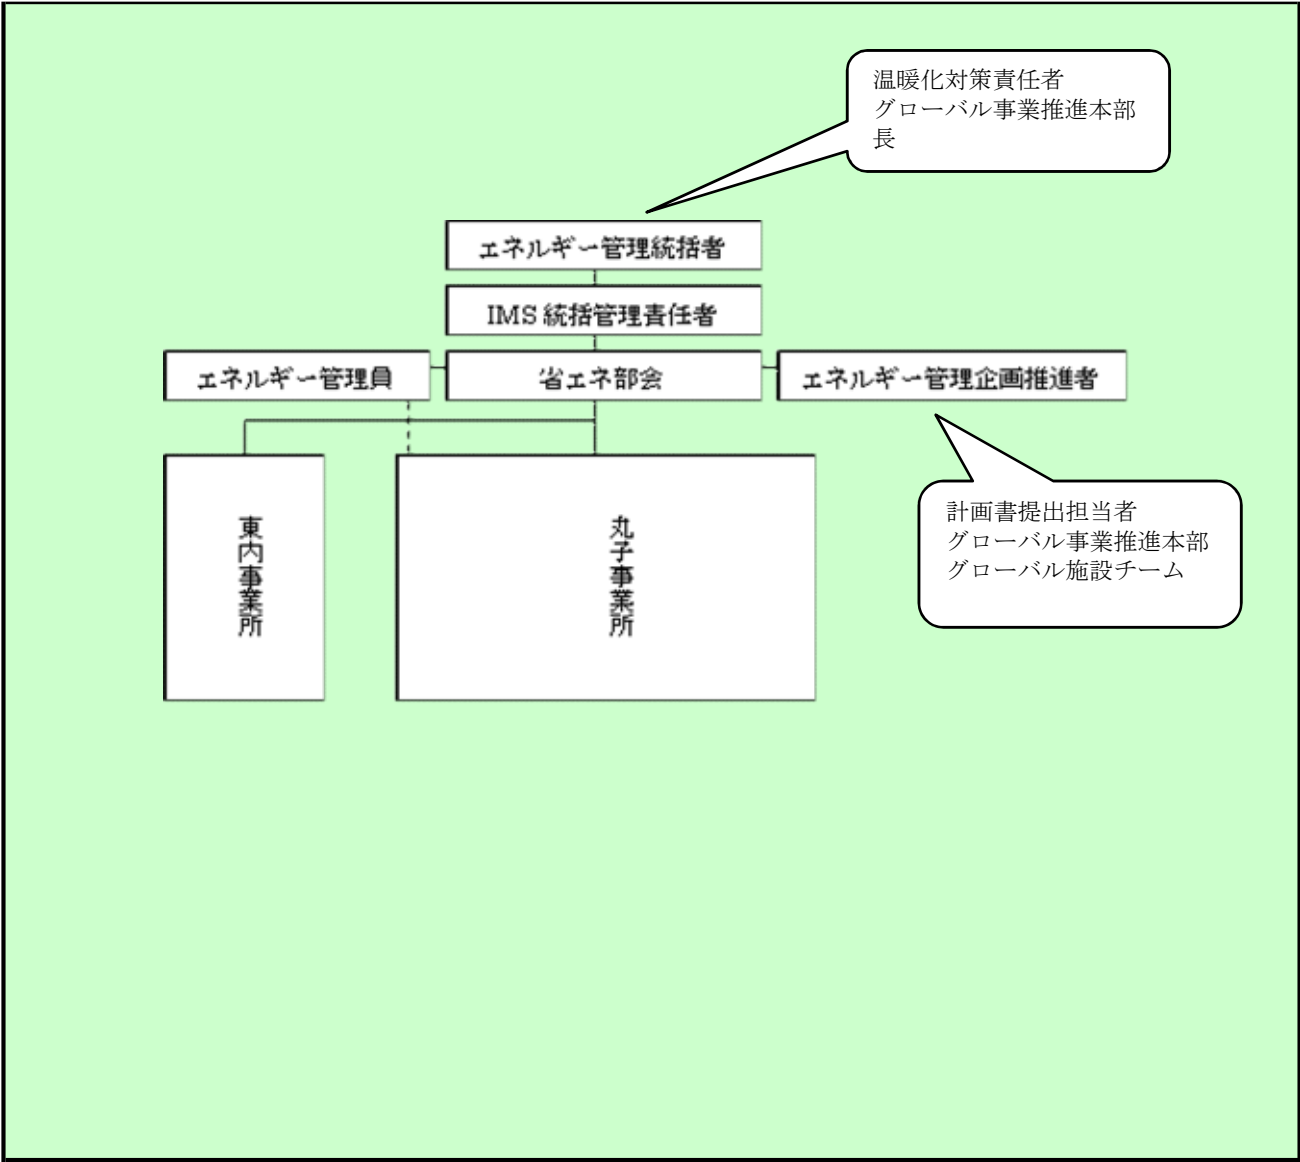 温暖化対策責任者
グローバル事業推進本部
長
エネルギー管理統括者
IMS 統括管理責任者
エネルギー管理員
省エネ部会
エネルギー管理企画推進者
東内事業所
丸子事業所
計画書提出担当者
グローバル事業推進本部
グローバル施設チーム